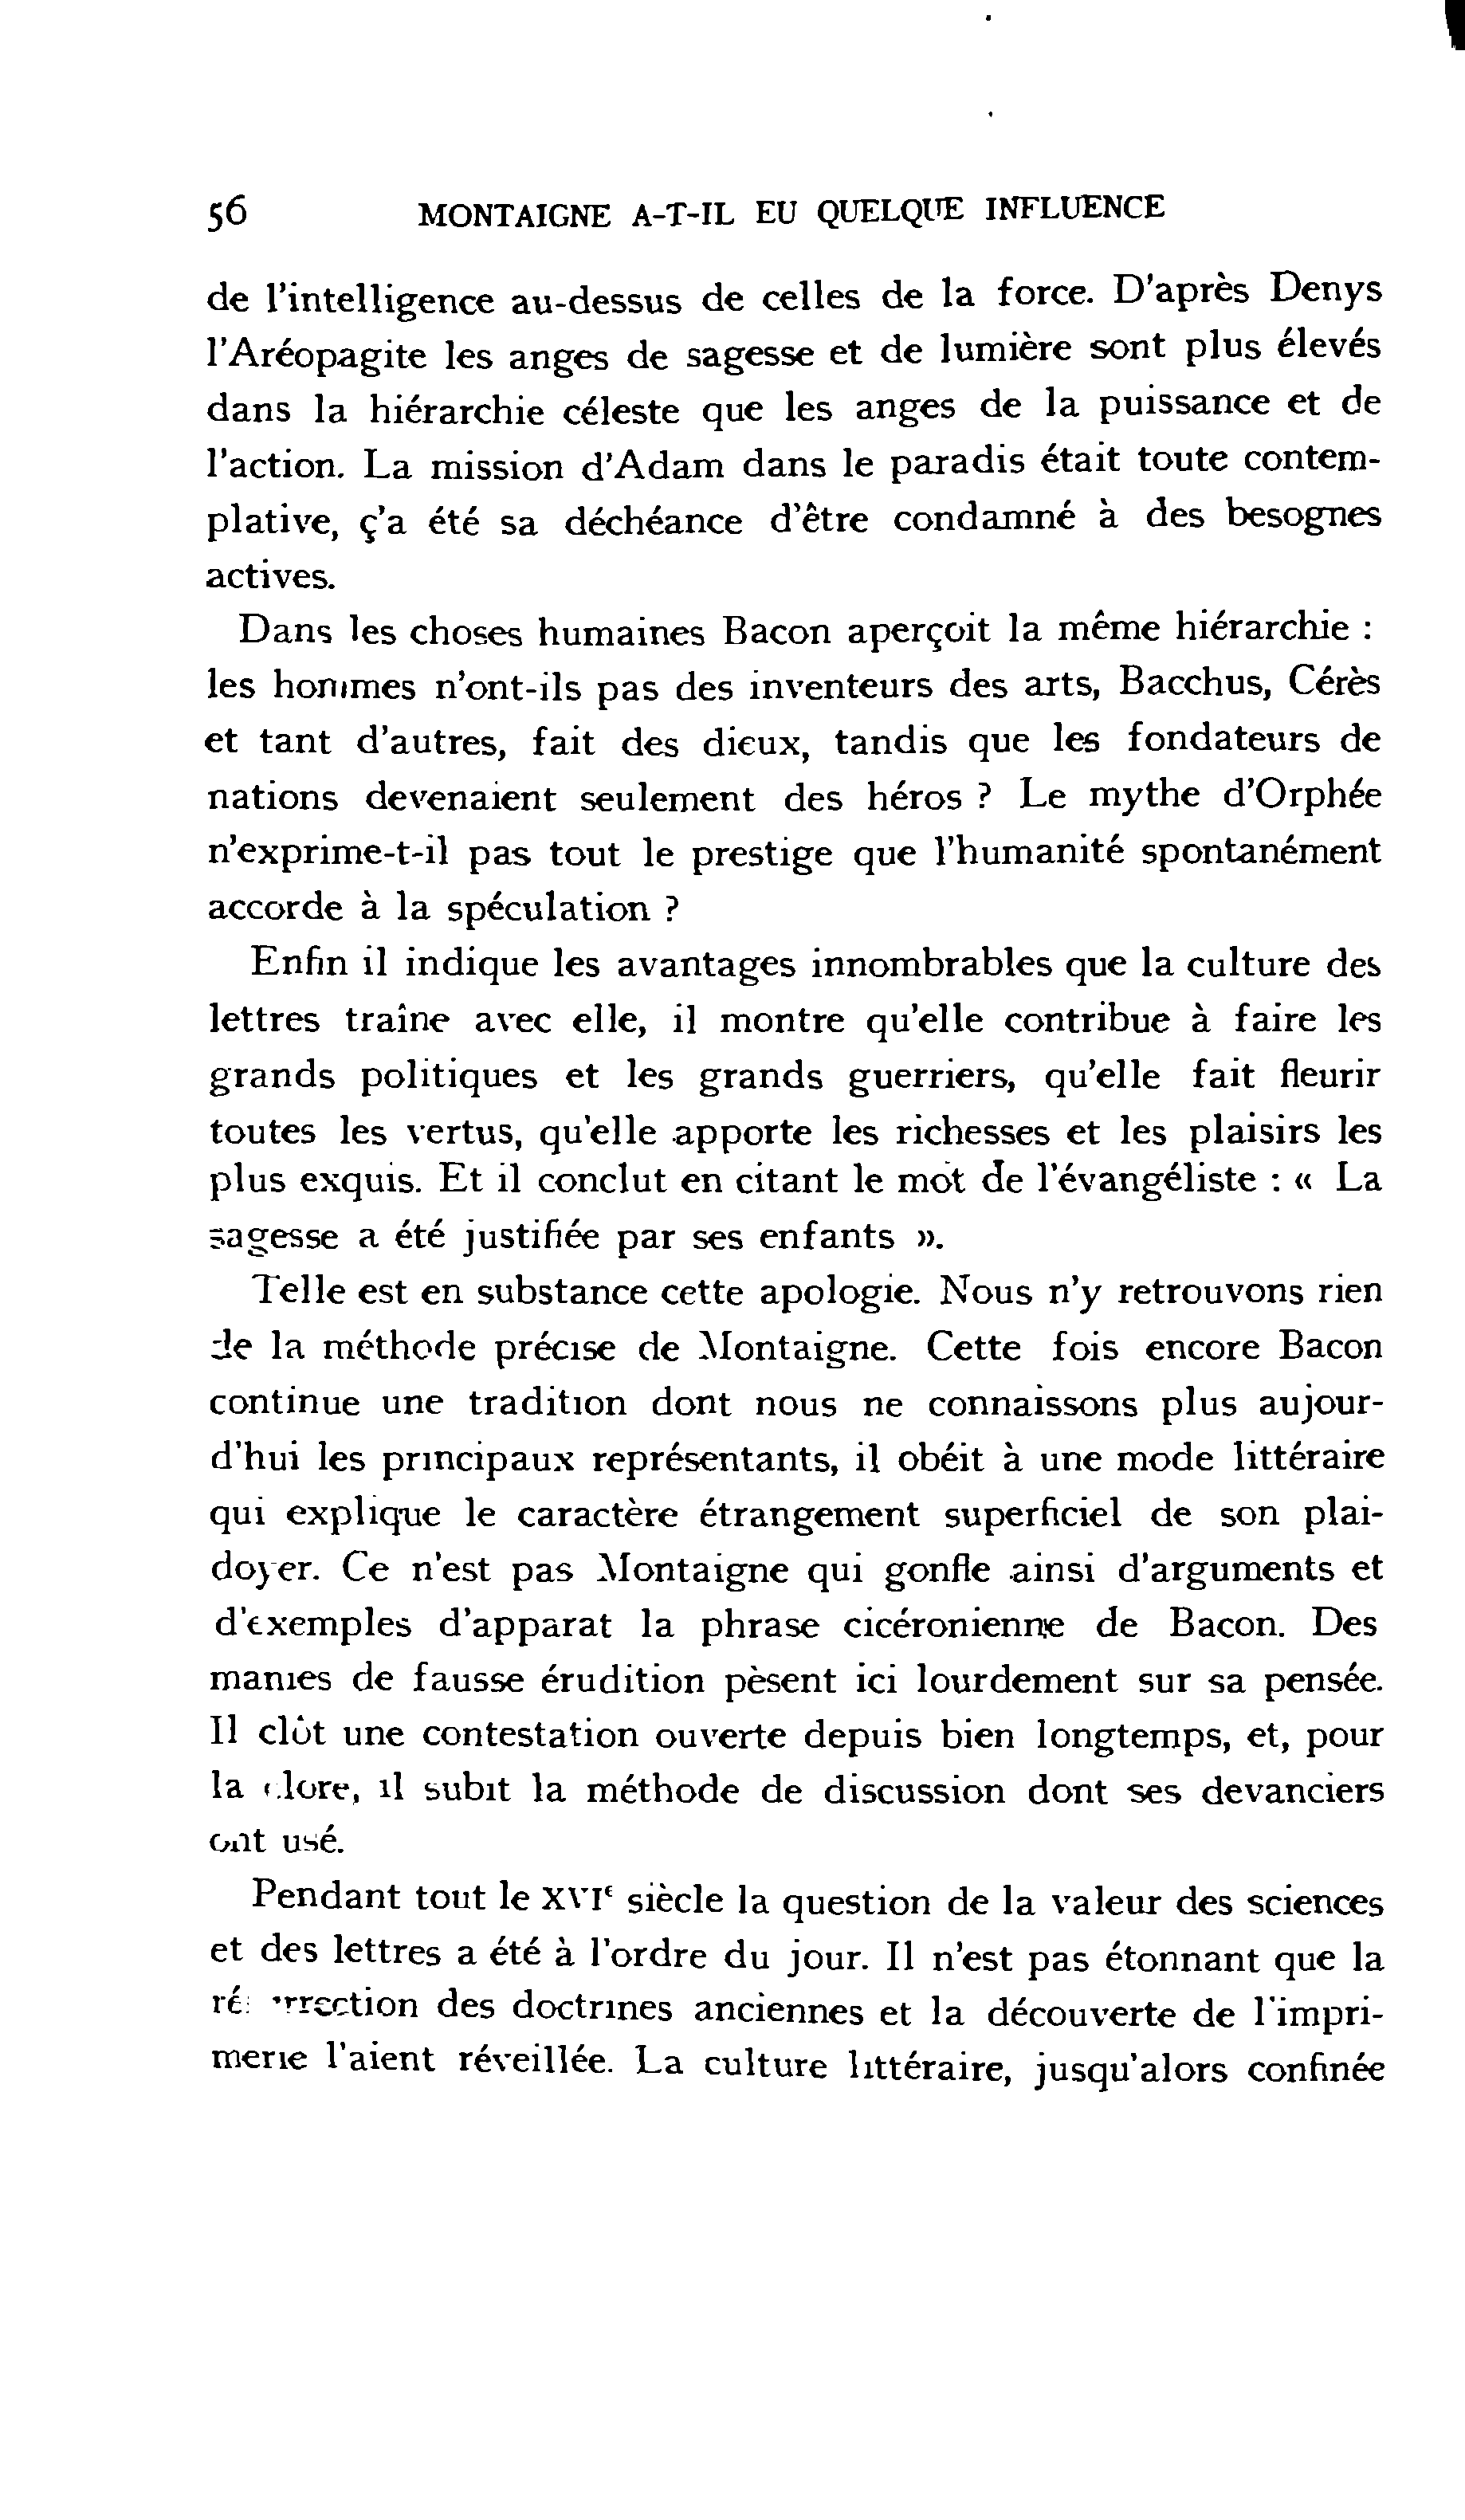 56 MONTAIGNE A-T-IL EU QUELQUE INFLUENCE
de l'intelligence au-dessus de celles de la force. D'après Denys
l'Aréopagite les anges de sagesse et de lumière sont plus élevés
dans la hiérarchie céleste que les anges de la puissance et de
l'action. La mission d'Adam dans le paradis était toute contem-
plative, ç'a été sa déchéance d'être condamné à des besognes
actives.
Dans les choses humaines Bacon aperçoit la même hiérarchie :
les hommes n'ont-ils pas des inventeurs des arts, Bacchus, Cérès
et tant d'autres, fait des dieux, tandis que les fondateurs de
nations devenaient seulement des héros ? Le mythe d'Orphée
n'exprime-t-il pas tout le prestige que l'humanité spontanément
accorde à la spéculation ?
Enfin il indique les avantages innombrables que la culture des
lettres traîne avec elle, il montre qu'elle contribue à faire les
grands politiques et les grands guerriers, qu'elle fait fleurir
toutes les vertus, qu'elle apporte les richesses et les plaisirs les
plus exquis. Et il conclut en citant le mot de l'évangéliste : « La
sagesse a été justifiée par ses enfants ».
Telle est en substance cette apologie. Nous n'y retrouvons rien
de la méthode précise de Montaigne. Cette fois encore Bacon
continue une tradition dont nous ne connaissons plus aujour-
d'hui les principaux représentants, il obéit à une mode littéraire
qui explique le caractère étrangement superficiel de son plai-
doyer. Ce n'est pas Montaigne qui gonfle ainsi d'arguments et
d'exemples d'apparat la phrase cicéronienne de Bacon. Des
manies de fausse érudition pèsent ici lourdement sur sa pensée.
Il clôt une contestation ouverte depuis bien longtemps, et, pour
la clore, il subit la méthode de discussion dont ses devanciers
ont usé.
Pendant tout le XVIe siècle la question de la valeur des sciences
et des lettres a été à l'ordre du jour. Il n'est pas étonnant que la
résurrection des doctrines anciennes et la découverte de l'impri-
merie l'aient réveillée. La culture littéraire, jusqu'alors confinée